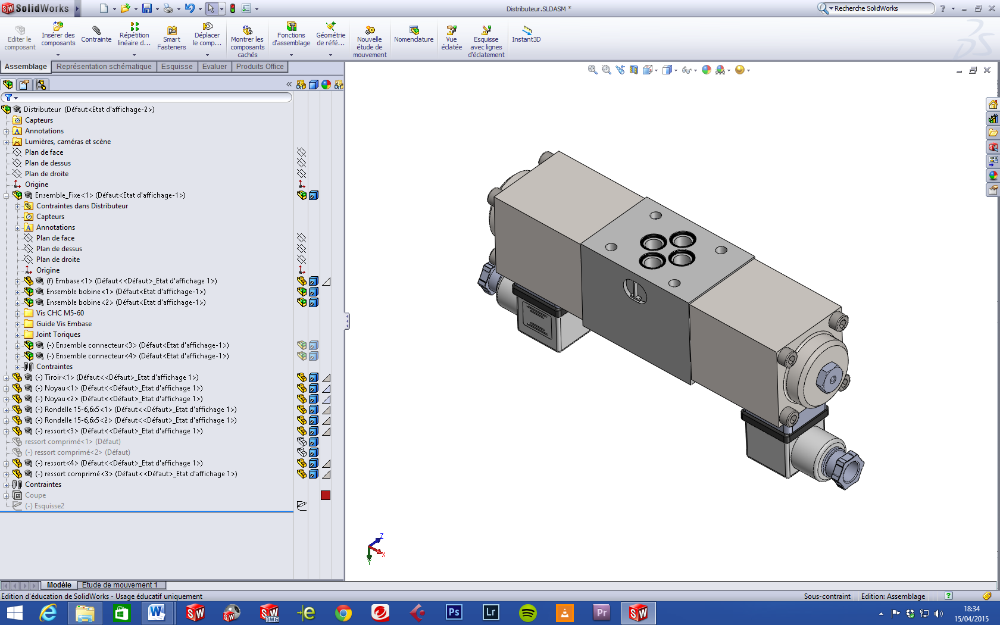 SolidWorks
Distributeur.SLDASM *
Recherche SolidWorks
Editer le composant
Insérer des composants
Contrainte
Répétition linéaire d...
Smart Fasteners
Déplacer le comp...
Montrer les composants cachés
Fonctions d'assemblage
Géométrie de réfé...
Nouvelle étude de mouvement
Nomenclature
Vue éclatée
Esquisse avec lignes d'éclatement
Instant3D
Assemblage
Représentation schématique
Esquisse
Evaluer
Produits Office
Distributeur (Défaut<Etat d'affichage-2>)
Capteurs
Annotations
Lumières, caméras et scène
Plan de face
Plan de dessus
Plan de droite
Origine
Ensemble_Fixe<1> (Défaut<Etat d'affichage-1>)
Contraintes dans Distributeur
Capteurs
Annotations
Plan de face
Plan de dessus
Plan de droite
Origine
(f) Embase<1> (Défaut<<Défaut>_Etat d'affichage 1>)
Ensemble bobine<1> (Défaut<Etat d'affichage-1>)
Ensemble bobine<2> (Défaut<Etat d'affichage-1>)
Vis CHC M5-60
Guide Vis Embase
Joint Toriques
(-) Ensemble connecteur<3> (Défaut<Etat d'affichage-1>)
(-) Ensemble connecteur<4> (Défaut<Etat d'affichage-1>)
Contraintes
(-) Tiroir<1> (Défaut<<Défaut>_Etat d'affichage 1>)
(-) Noyau<1> (Défaut<<Défaut>_Etat d'affichage 1>)
(-) Noyau<2> (Défaut<<Défaut>_Etat d'affichage 1>)
(-) Rondelle 15-6,6x5<1> (Défaut<<Défaut>_Etat d'affichage 1>)
(-) Rondelle 15-6,6x5<2> (Défaut<<Défaut>_Etat d'affichage 1>)
(-) ressort<3> (Défaut<<Défaut>_Etat d'affichage 1>)
ressort comprimé<1> (Défaut)
(-) ressort comprimé<2> (Défaut)
(-) ressort<4> (Défaut<<Défaut>_Etat d'affichage 1>)
(-) ressort comprimé<3> (Défaut<<Défaut>_Etat d'affichage 1>)
Contraintes
Coupe
(-) Esquisse2
Z
X
Y
Modèle
Etude de mouvement 1
Edition d'éducation de SolidWorks - Usage éducatif uniquement
Sous-contraint
Edition: Assemblage
Ps
Lr
Pr
18:34
15/04/2015